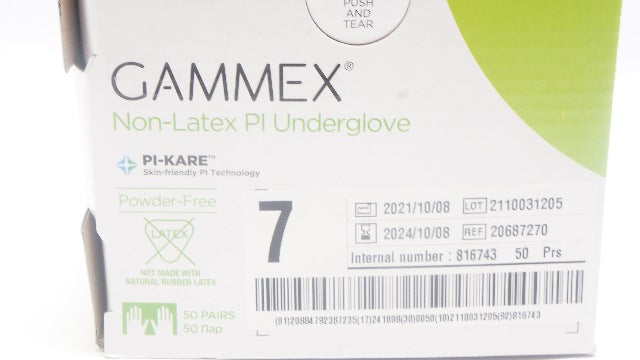 PUSH
AND
TEAR
GAMMEX®
Non-Latex PI Underglove
PI-KARE™
Skin-friendly PI Technology
Powder-Free
LATEX
NOT MADE WITH
NATURAL RUBBER LATEX
50 PAIRS
50 Пар
7
2021/10/08 LOT 2110031205
2024/10/08 REF 20687270
Internal number : 816743 50 Prs
(01)20884792387235(17)241008(30)0050(10)2110031205(92)816743